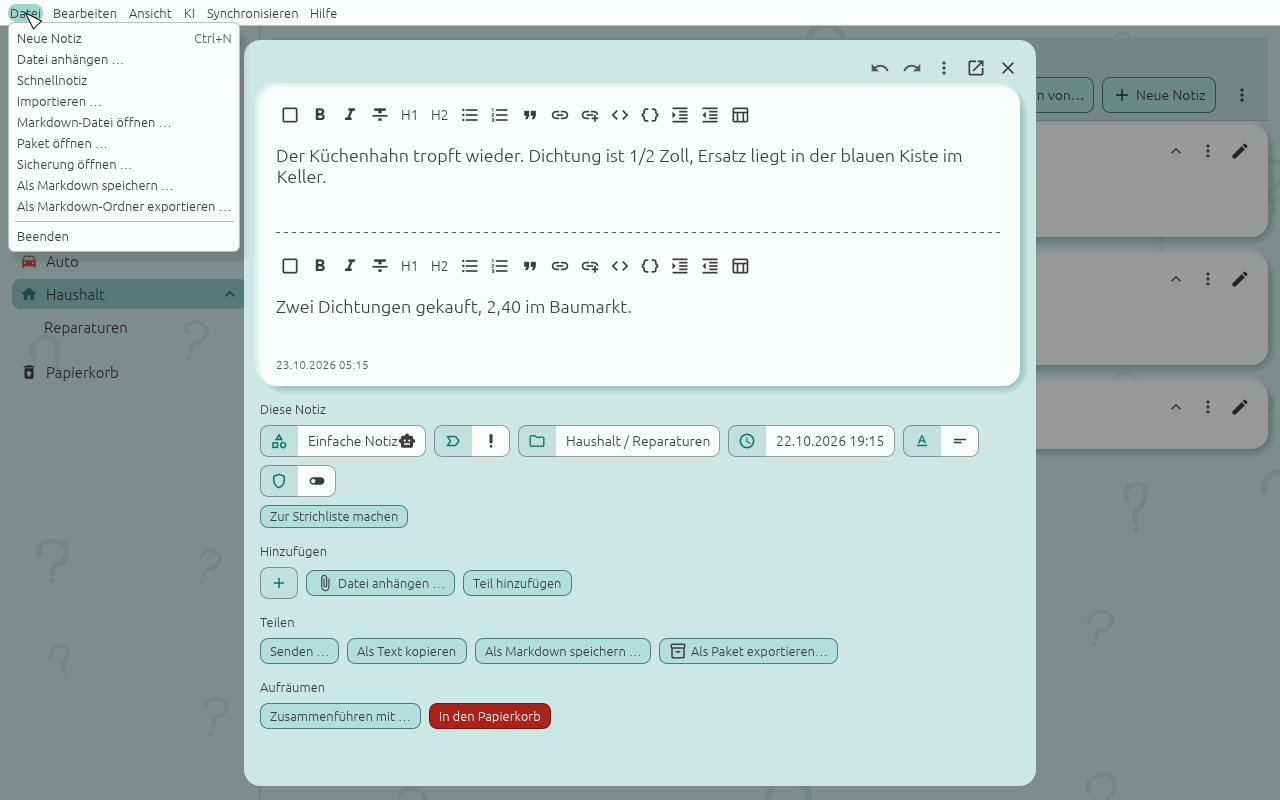 Datei Bearbeiten Ansicht KI Synchronisieren Hilfe
Neue Notiz Ctrl+N
Datei anhängen …
Schnellnotiz
Importieren …
Markdown-Datei öffnen …
Paket öffnen …
Sicherung öffnen …
Als Markdown speichern …
Als Markdown-Ordner exportieren …
Beenden
Auto
Haushalt
Reparaturen
Papierkorb
n von…
Neue Notiz
H1 H2
Der Küchenhahn tropft wieder. Dichtung ist 1/2 Zoll, Ersatz liegt in der blauen Kiste im
Keller.
H1 H2
Zwei Dichtungen gekauft, 2,40 im Baumarkt.
23.10.2026 05:15
Diese Notiz
Einfache Notiz
Haushalt / Reparaturen
22.10.2026 19:15
Zur Strichliste machen
Hinzufügen
Datei anhängen … Teil hinzufügen
Teilen
Senden … Als Text kopieren Als Markdown speichern … Als Paket exportieren…
Aufräumen
Zusammenführen mit … In den Papierkorb